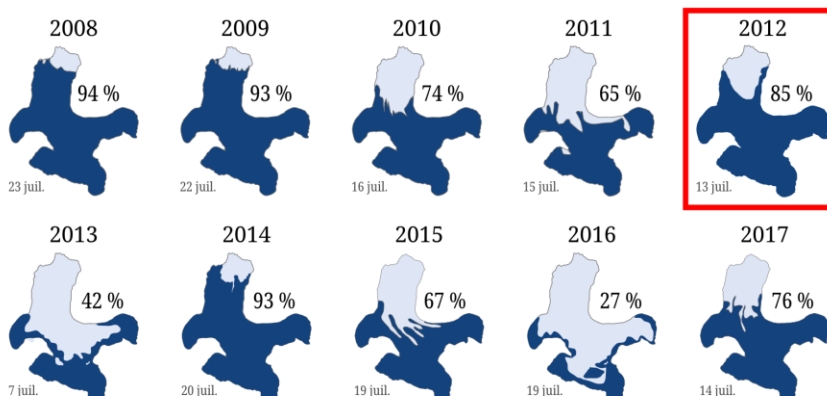 2008 2009 2010 2011 2012
94 % 93 % 74 % 65 % 85 %
23 juil. 22 juil. 16 juil. 15 juil. 13 juil.
2013 2014 2015 2016 2017
42 % 93 % 67 % 27 % 76 %
7 juil. 20 juil. 19 juil. 19 juil. 14 juil.